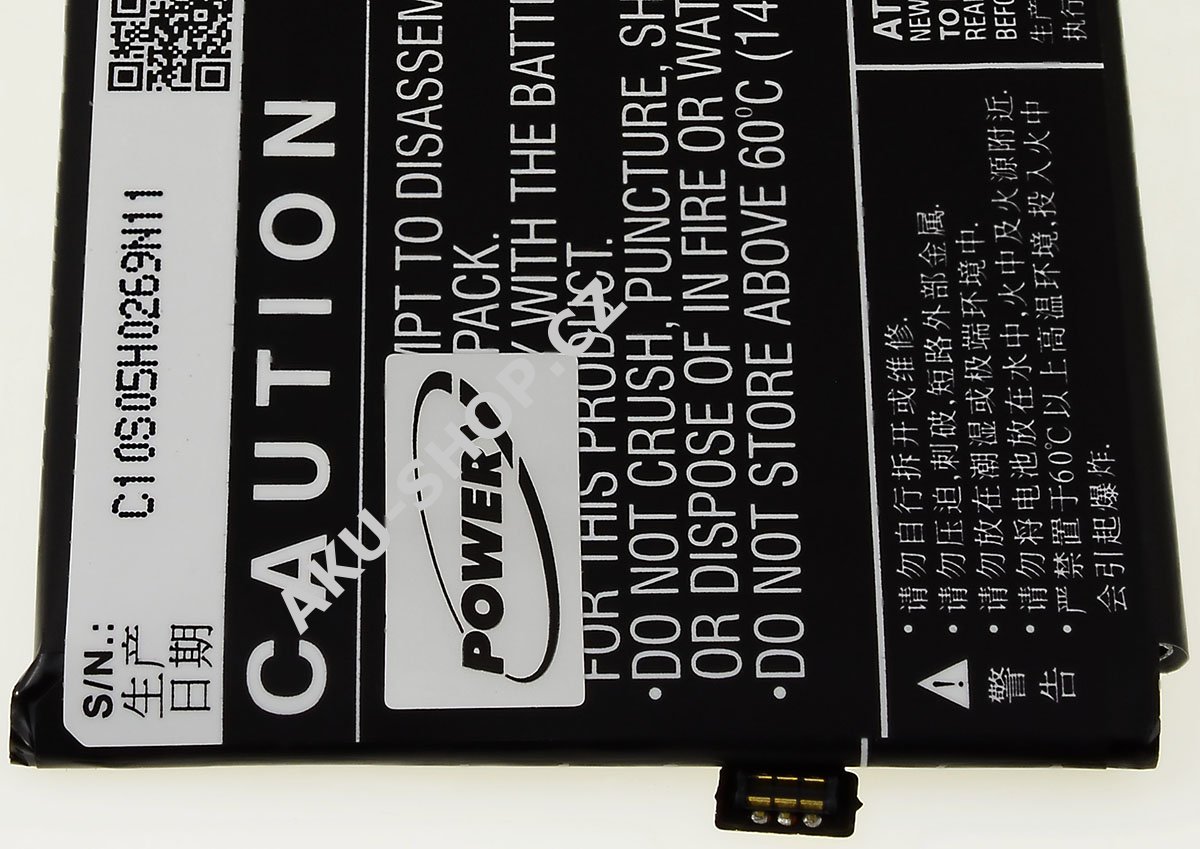 S/N.:
生产
日期
C10S05H0269N11
CAUTION
MPT TO DISASSEM
PACK.
WITH THE BATTE
FOR THIS PRODUCT.
• DO NOT CRUSH, PUNCTURE, SH
OR DISPOSE OF IN FIRE OR WAT
• DO NOT STORE ABOVE 60°C (14
POWERY
AKU-SHOP.CZ
警告
• 请勿自行拆开或维修.
• 请勿压迫,刺破,短路外部金属.
• 请勿放在潮湿或极端环境中.
• 请勿将电池放在水中,火中及火源附近.
• 严禁置于60℃以上高温环境,投入火中
会引起爆炸.
NEW
TO
REA
BEFO
生产
执行